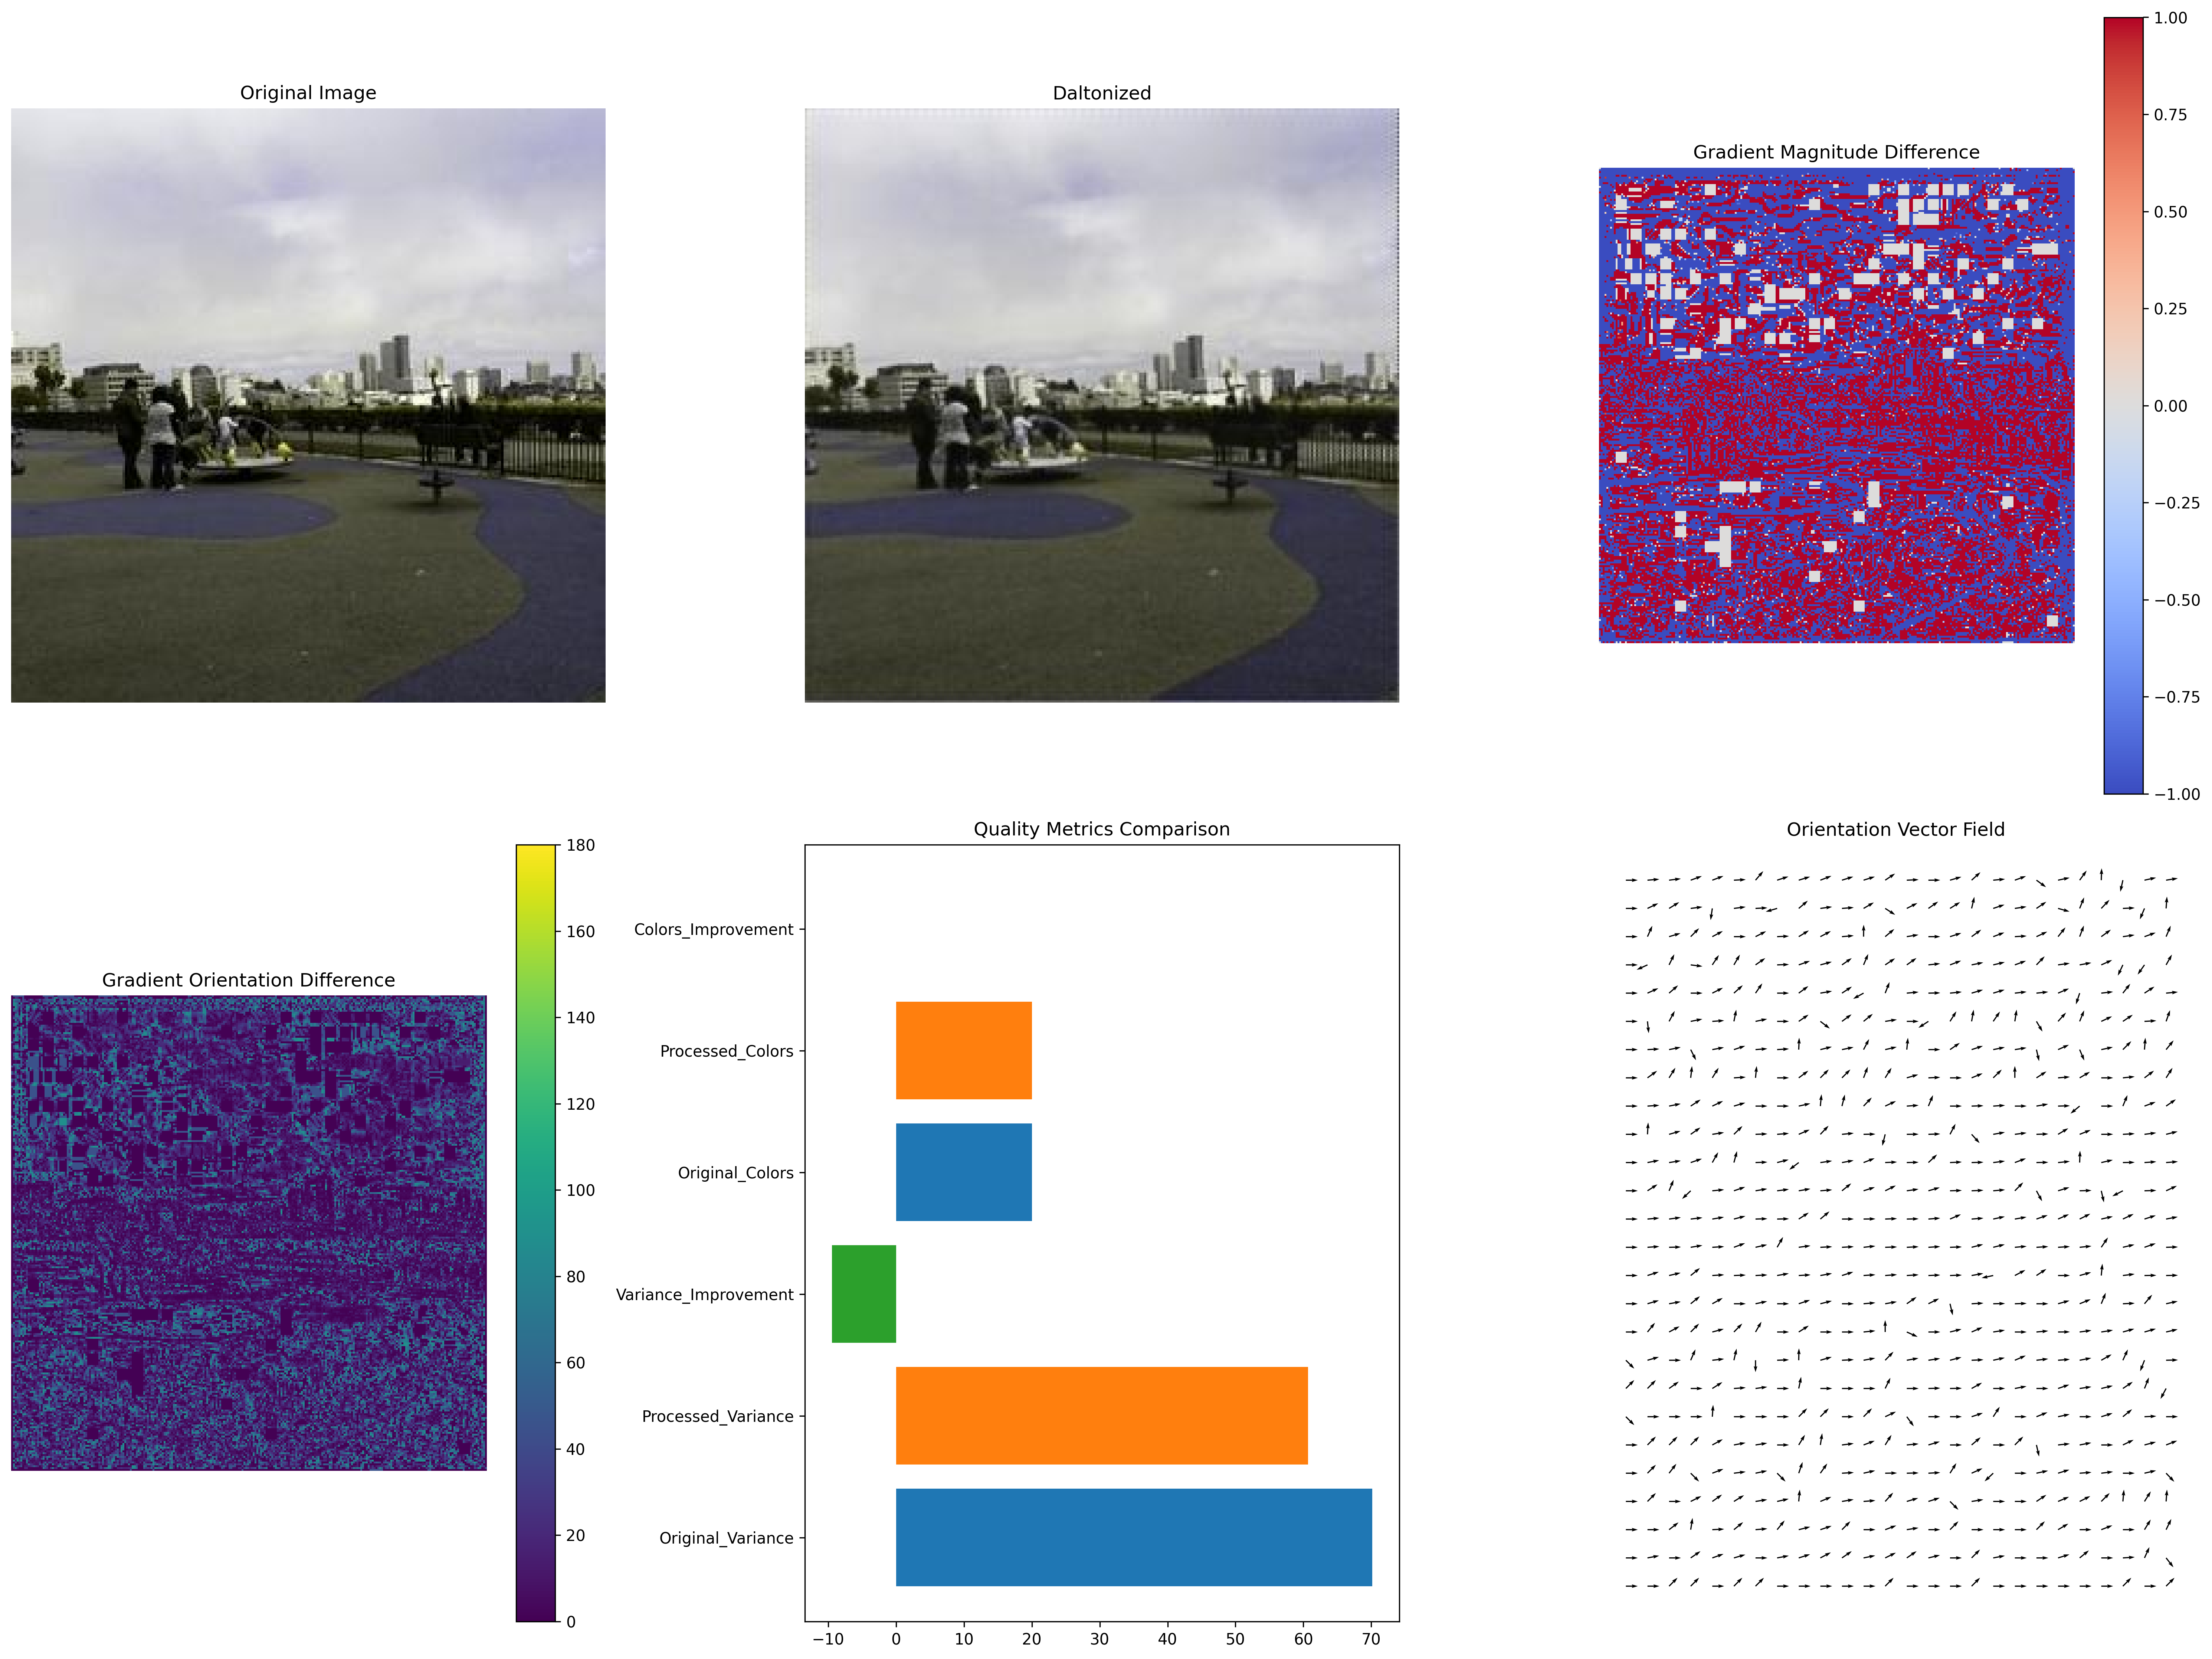 Original Image
Daltonized
Gradient Magnitude Difference
1.00
0.75
0.50
0.25
0.00
−0.25
−0.50
−0.75
−1.00
Gradient Orientation Difference
180
160
140
120
100
80
60
40
20
0
Quality Metrics Comparison
Colors_Improvement
Processed_Colors
Original_Colors
Variance_Improvement
Processed_Variance
Original_Variance
−10 0 10 20 30 40 50 60 70
Orientation Vector Field